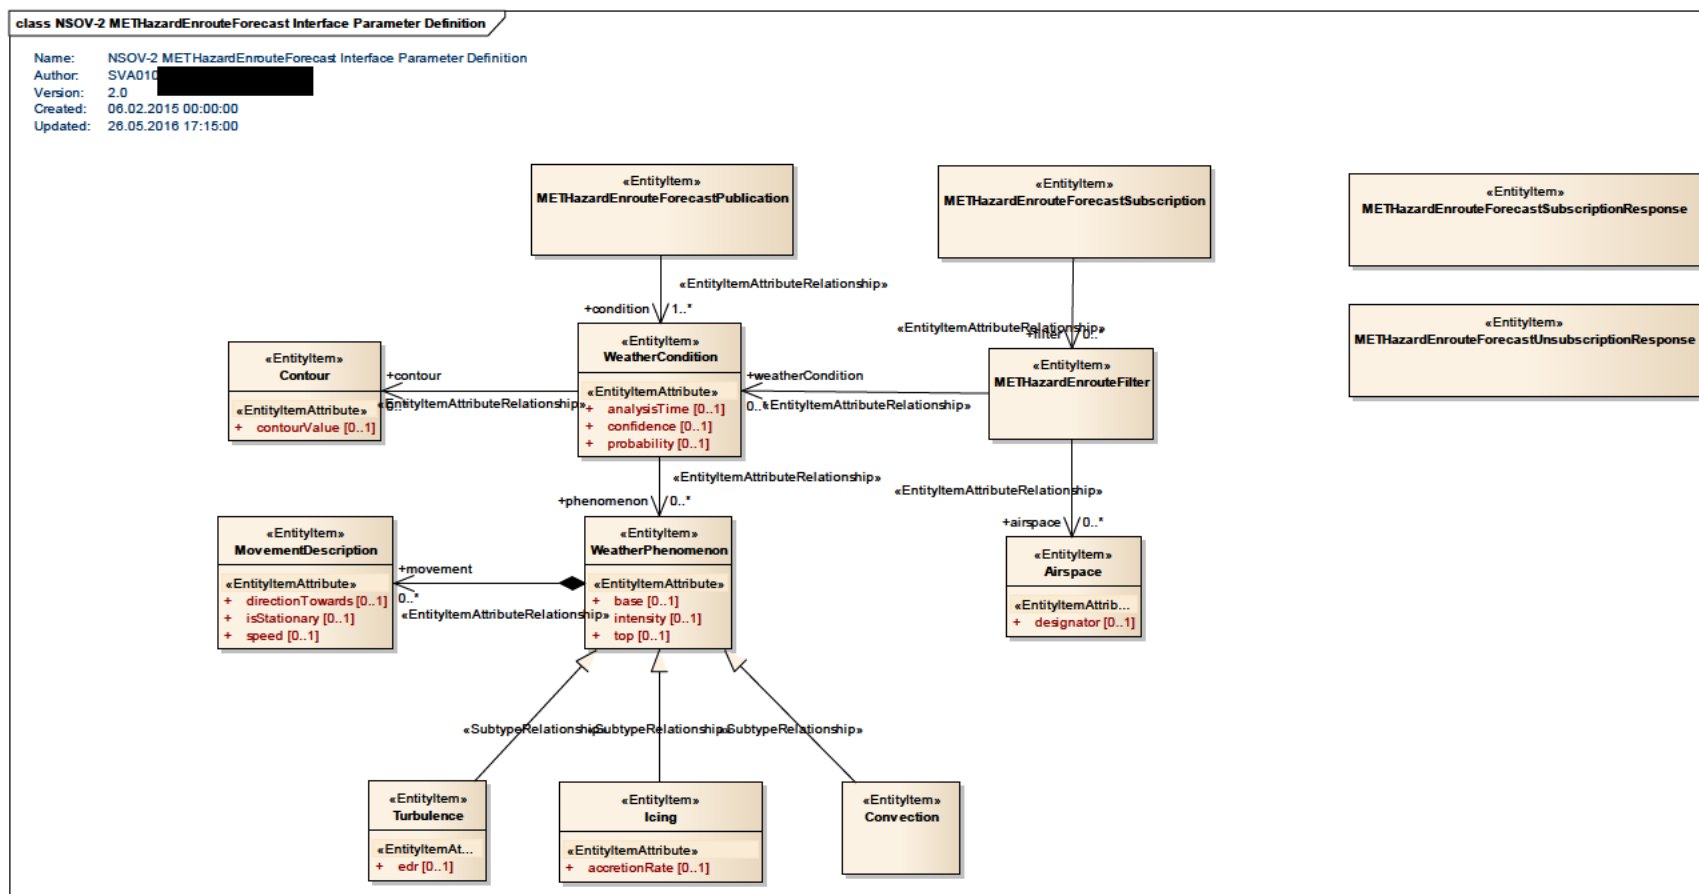 class NSOV-2 METHazardEnrouteForecast Interface Parameter Definition
Name: NSOV-2 METHazardEnrouteForecast Interface Parameter Definition
Author: SVA010
Version: 2.0
Created: 06.02.2015 00:00:00
Updated: 26.05.2016 17:15:00
«EntityItem»
METHazardEnrouteForecastPublication
«EntityItem»
METHazardEnrouteForecastSubscription
«EntityItem»
METHazardEnrouteForecastSubscriptionResponse
«EntityItemAttributeRelationship»
+condition 1..*
«EntityItemAttributeRelationship»
+filter 0..*
«EntityItem»
METHazardEnrouteForecastUnsubscriptionResponse
«EntityItem»
Contour
«EntityItemAttribute»
+ contourValue [0..1]
+contour
0..*
«EntityItemAttributeRelationship»
«EntityItem»
WeatherCondition
«EntityItemAttribute»
+ analysisTime [0..1]
+ confidence [0..1]
+ probability [0..1]
+weatherCondition
0..*
«EntityItemAttributeRelationship»
«EntityItem»
METHazardEnrouteFilter
«EntityItemAttributeRelationship»
+phenomenon 0..*
«EntityItemAttributeRelationship»
+airspace 0..*
«EntityItem»
MovementDescription
«EntityItemAttribute»
+ directionTowards [0..1]
+ isStationary [0..1]
+ speed [0..1]
+movement
0..*
«EntityItemAttributeRelationship»
«EntityItem»
WeatherPhenomenon
«EntityItemAttribute»
+ base [0..1]
+ intensity [0..1]
+ top [0..1]
«EntityItem»
Airspace
«EntityItemAttrib...
+ designator [0..1]
«SubtypeRelationship»
«SubtypeRelationship»
«SubtypeRelationship»
«EntityItem»
Turbulence
«EntityItemAt...
+ edr [0..1]
«EntityItem»
Icing
«EntityItemAttribute»
+ accretionRate [0..1]
«EntityItem»
Convection